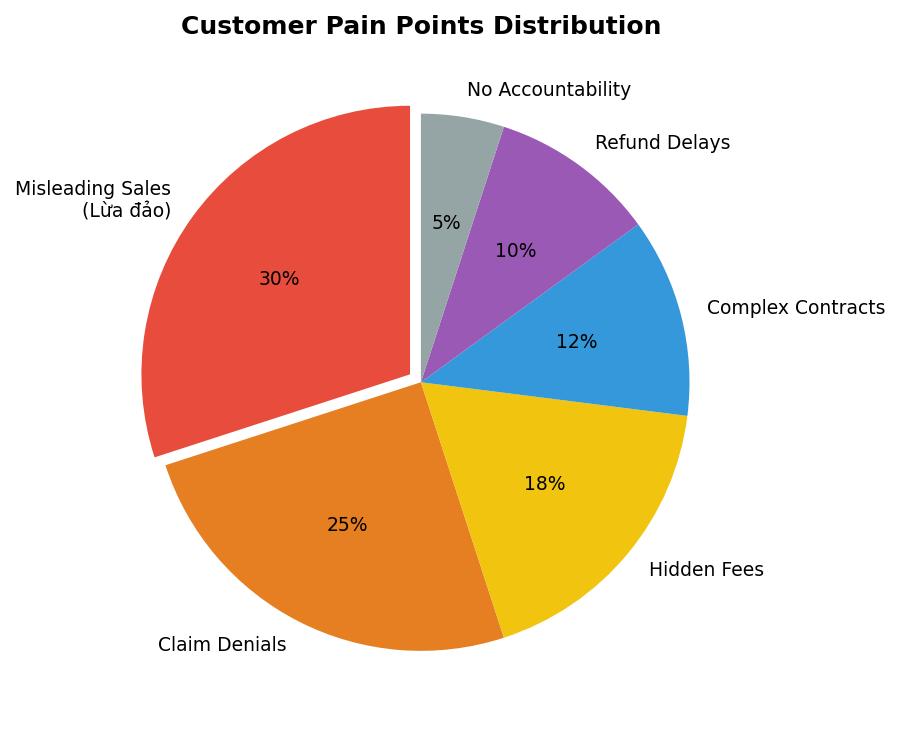 Customer Pain Points Distribution
No Accountability
Refund Delays
Misleading Sales
(Lừa đảo)
5%
10%
30%
Complex Contracts
12%
18%
25%
Hidden Fees
Claim Denials